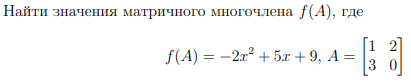 Найти значения матричного многочлена f(A), где
f(A) = −2x² + 5x + 9, A = [1 2
3 0]